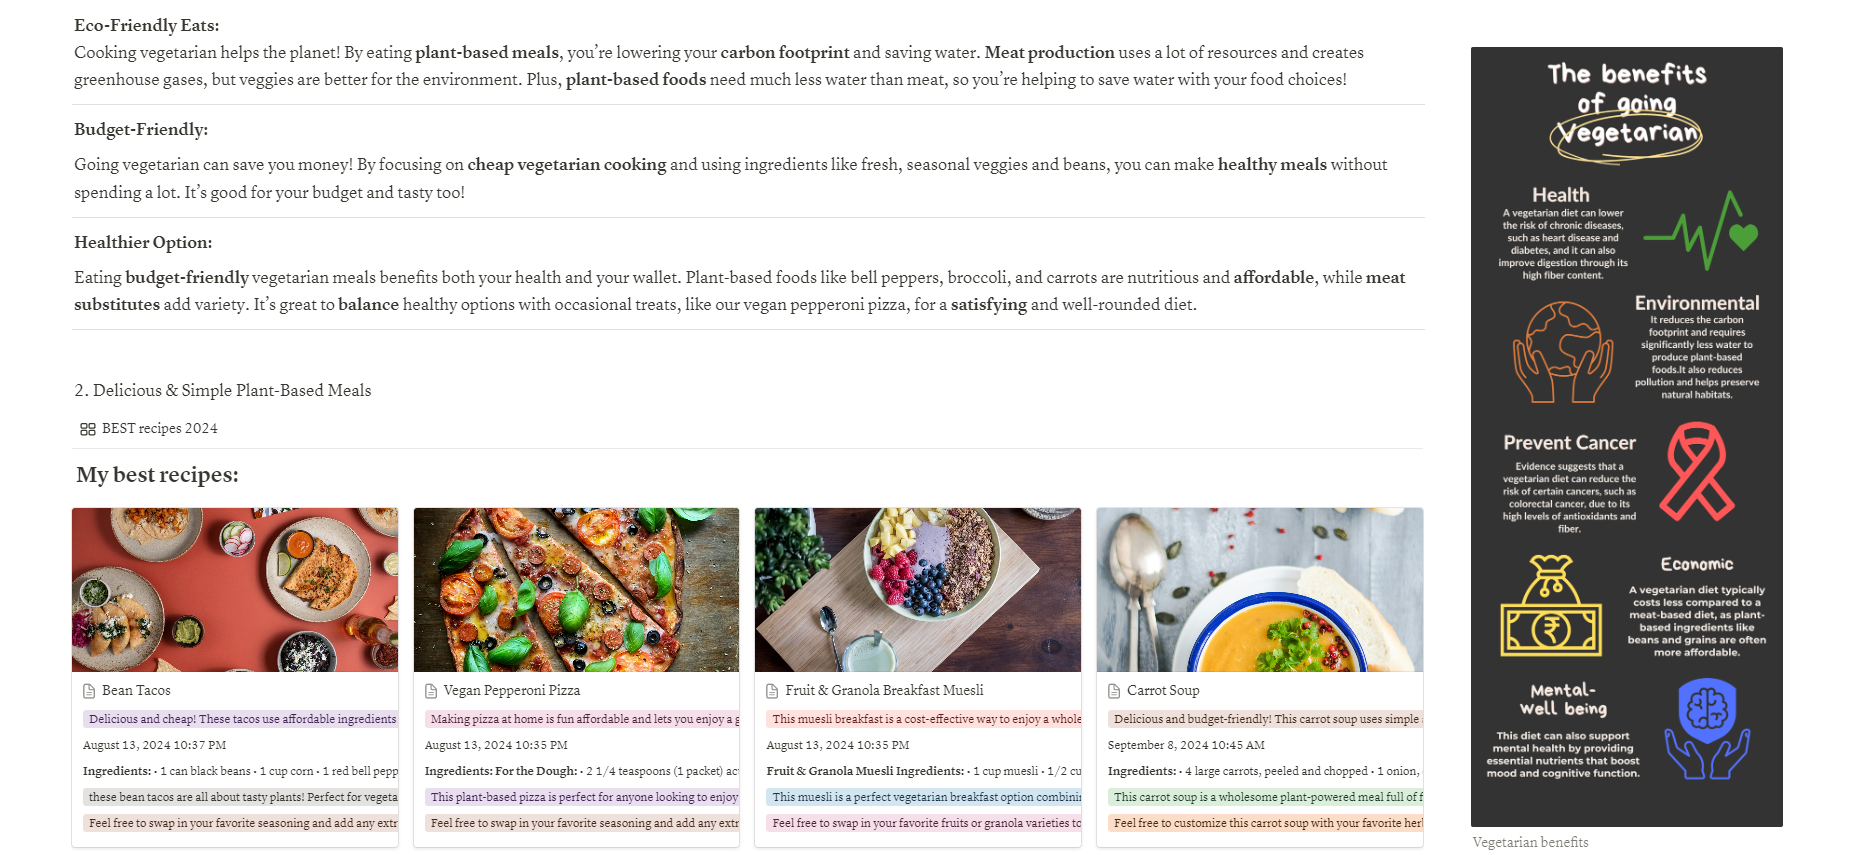 Eco-Friendly Eats:
Cooking vegetarian helps the planet! By eating plant-based meals, you’re lowering your carbon footprint and saving water. Meat production uses a lot of resources and creates
greenhouse gases, but veggies are better for the environment. Plus, plant-based foods need much less water than meat, so you’re helping to save water with your food choices!
Budget-Friendly:
Going vegetarian can save you money! By focusing on cheap vegetarian cooking and using ingredients like fresh, seasonal veggies and beans, you can make healthy meals without
spending a lot. It’s good for your budget and tasty too!
Healthier Option:
Eating budget-friendly vegetarian meals benefits both your health and your wallet. Plant-based foods like bell peppers, broccoli, and carrots are nutritious and affordable, while meat
substitutes add variety. It’s great to balance healthy options with occasional treats, like our vegan pepperoni pizza, for a satisfying and well-rounded diet.
2. Delicious & Simple Plant-Based Meals
BEST recipes 2024
My best recipes:
Bean Tacos
Delicious and cheap! These tacos use affordable ingredients
August 13, 2024 10:37 PM
Ingredients: • 1 can black beans • 1 cup corn • 1 red bell pepp
these bean tacos are all about tasty plants! Perfect for vegeta
Feel free to swap in your favorite seasoning and add any extr
Vegan Pepperoni Pizza
Making pizza at home is fun affordable and lets you enjoy a g
August 13, 2024 10:35 PM
Ingredients: For the Dough: • 2 1/4 teaspoons (1 packet) ac
This plant-based pizza is perfect for anyone looking to enjoy
Feel free to swap in your favorite seasoning and add any extr
Fruit & Granola Breakfast Muesli
This muesli breakfast is a cost-effective way to enjoy a whole
August 13, 2024 10:35 PM
Fruit & Granola Muesli Ingredients: • 1 cup muesli • 1/2 cu
This muesli is a perfect vegetarian breakfast option combinin
Feel free to swap in your favorite fruits or granola varieties to
Carrot Soup
Delicious and budget-friendly! This carrot soup uses simple
September 8, 2024 10:45 AM
Ingredients: • 4 large carrots, peeled and chopped • 1 onion,
This carrot soup is a wholesome plant-powered meal full of f
Feel free to customize this carrot soup with your favorite her
The benefits
of going
Vegetarian
Health
A vegetarian diet can lower
the risk of chronic diseases,
such as heart disease and
diabetes, and it can also
improve digestion through its
high fiber content.
Environmental
It reduces the carbon
footprint and requires
significantly less water to
produce plant-based
foods.It also reduces
pollution and helps preserve
natural habitats.
Prevent Cancer
Evidence suggests that a
vegetarian diet can reduce the
risk of certain cancers, such as
colorectal cancer, due to its
high levels of antioxidants and
fiber.
Economic
A vegetarian diet typically
costs less compared to a
meat-based diet, as plant-
based ingredients like
beans and grains are often
more affordable.
₹
Mental-
well being
This diet can also support
mental health by providing
essential nutrients that boost
mood and cognitive function.
Vegetarian benefits